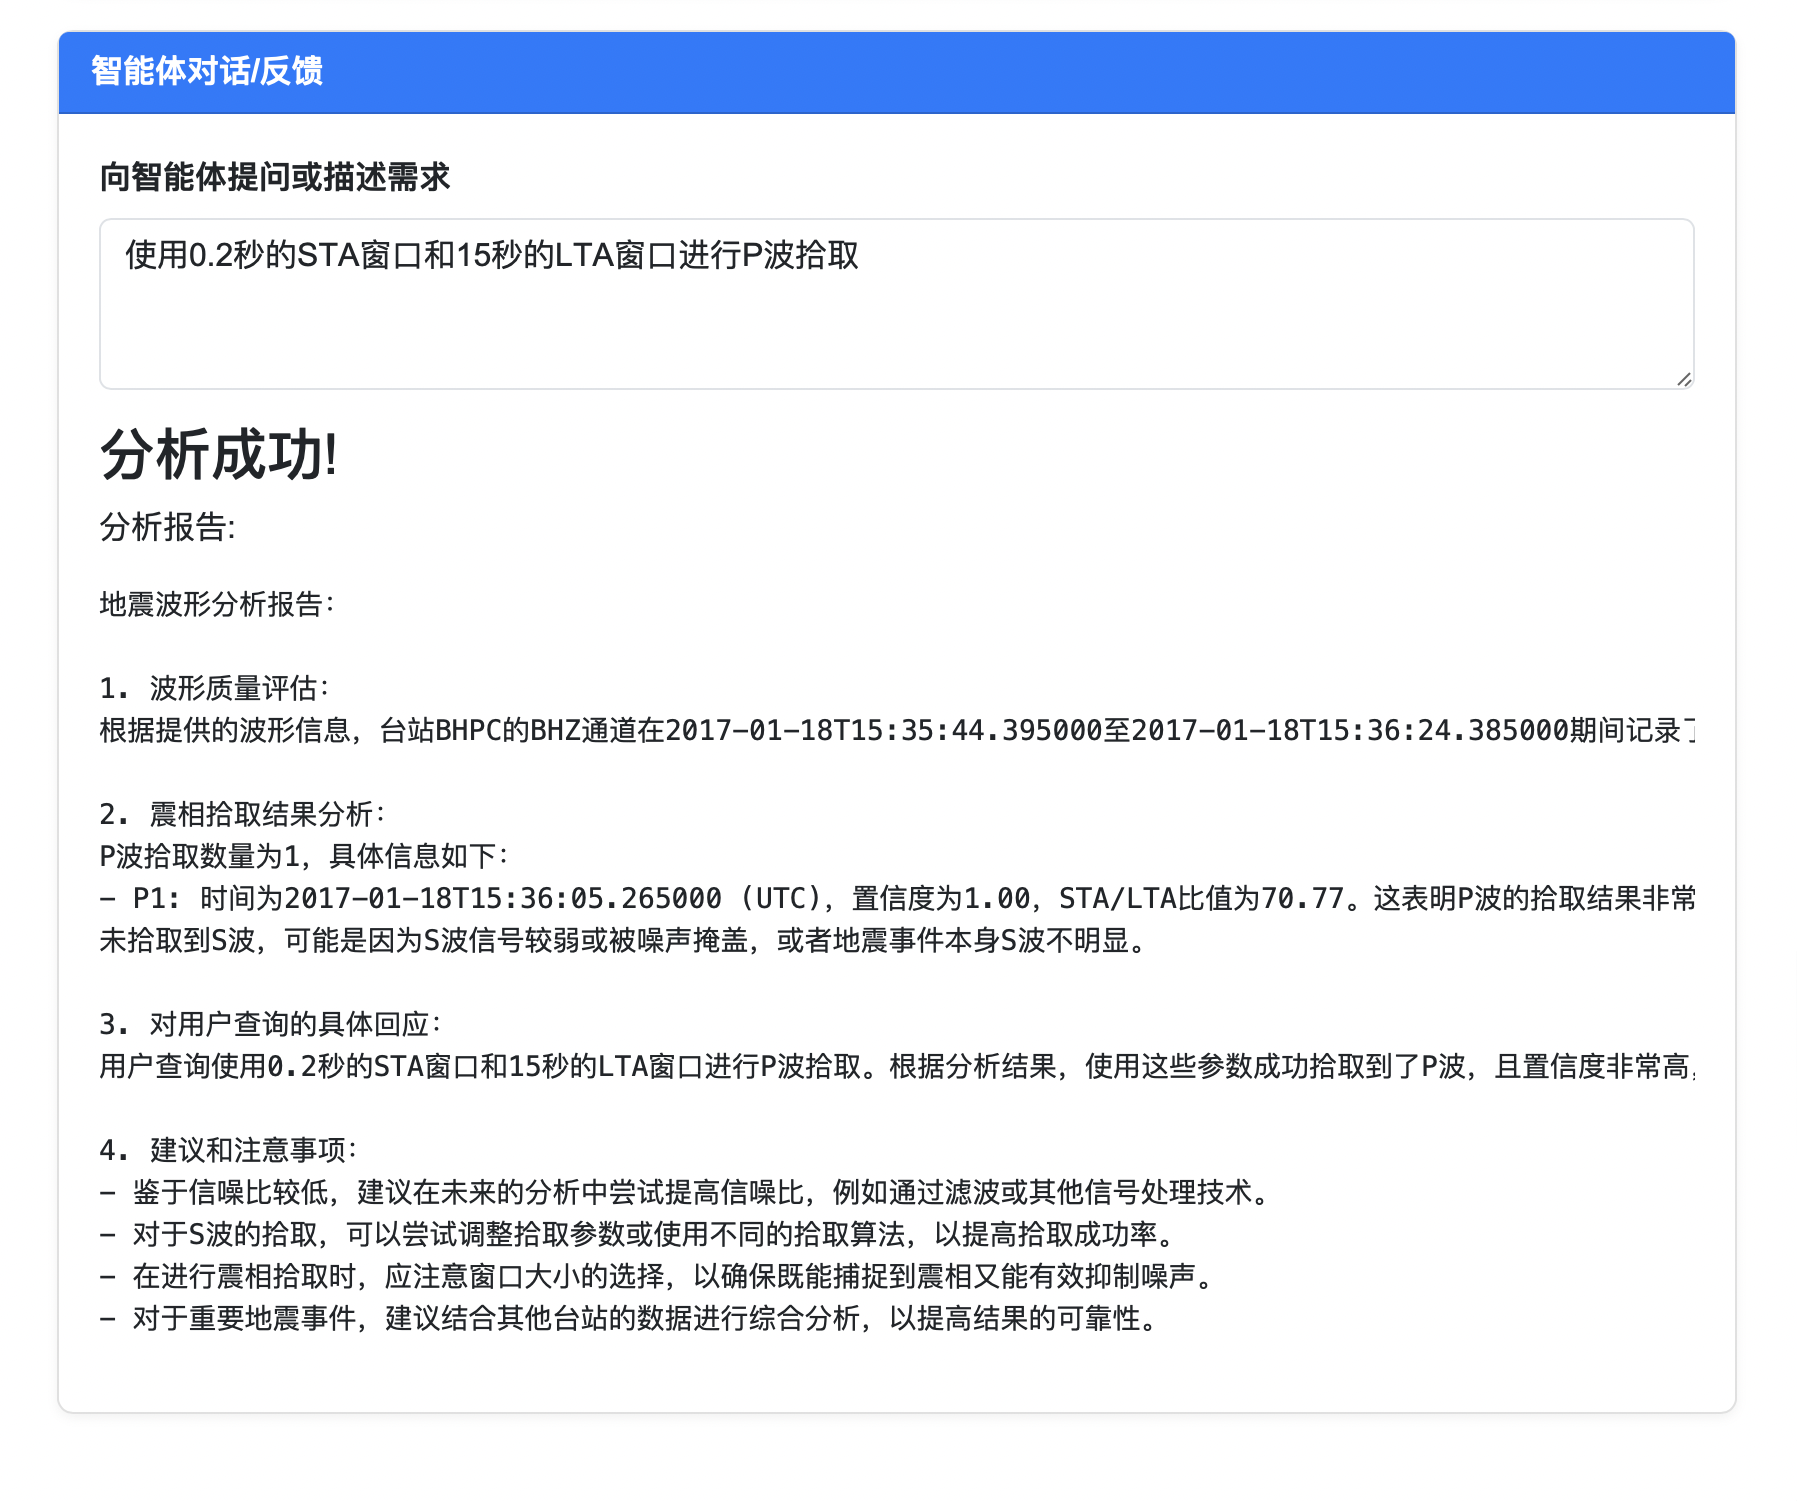 智能体对话/反馈
向智能体提问或描述需求
使用0.2秒的STA窗口和15秒的LTA窗口进行P波拾取
分析成功!
分析报告:
地震波形分析报告:
1. 波形质量评估:
根据提供的波形信息，台站BHPC的BHZ通道在2017-01-18T15:35:44.395000至2017-01-18T15:36:24.385000期间记录了
2. 震相拾取结果分析:
P波拾取数量为1，具体信息如下:
- P1: 时间为2017-01-18T15:36:05.265000 (UTC)，置信度为1.00，STA/LTA比值为70.77。这表明P波的拾取结果非常
未拾取到S波，可能是因为S波信号较弱或被噪声掩盖，或者地震事件本身S波不明显。
3. 对用户查询的具体回应:
用户查询使用0.2秒的STA窗口和15秒的LTA窗口进行P波拾取。根据分析结果，使用这些参数成功拾取到了P波，且置信度非常高，
4. 建议和注意事项:
- 鉴于信噪比较低，建议在未来的分析中尝试提高信噪比，例如通过滤波或其他信号处理技术。
- 对于S波的拾取，可以尝试调整拾取参数或使用不同的拾取算法，以提高拾取成功率。
- 在进行震相拾取时，应注意窗口大小的选择，以确保既能捕捉到震相又能有效抑制噪声。
- 对于重要地震事件，建议结合其他台站的数据进行综合分析，以提高结果的可靠性。